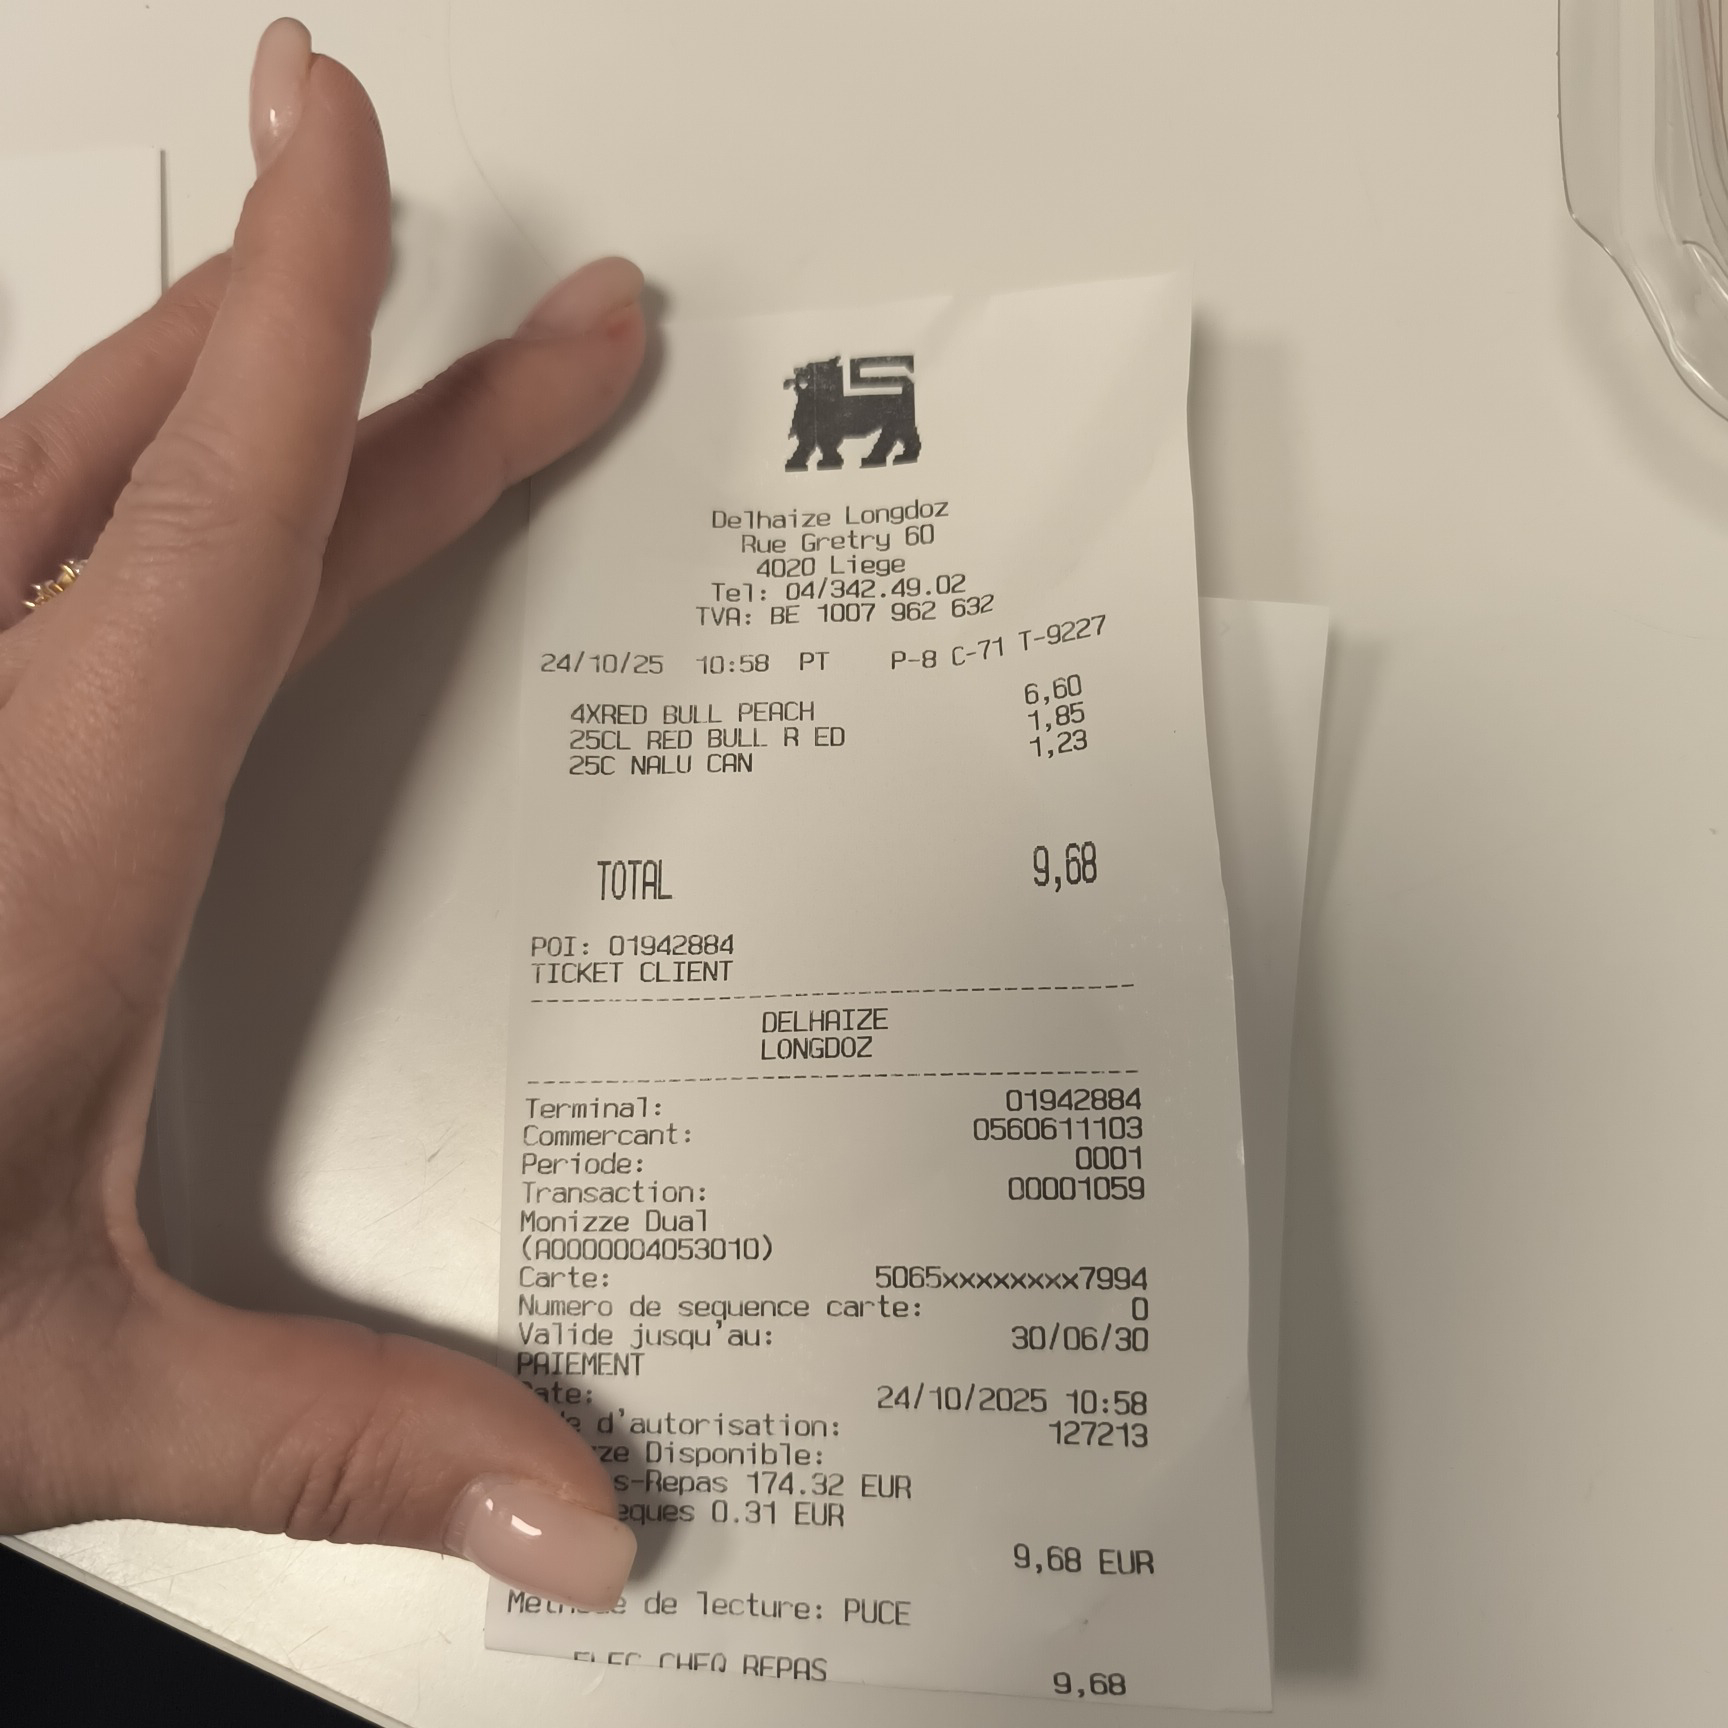 Delhaize Longdoz
Rue Gretry 60
4020 Liege
Tel: 04/342.49.02
TVA: BE 1007 962 632
24/10/25 10:58 PT P-8 C-71 T-9227
4XRED BULL PEACH 6,60
25CL RED BULL R ED 1,85
25C NALU CAN 1,23
TOTAL 9,68
POI: 01942884
TICKET CLIENT
DELHAIZE
LONGDOZ
Terminal: 01942884
Commercant: 0560611103
Periode: 0001
Transaction: 00001059
Monizze Dual
(A0000004053010)
Carte: 5065xxxxxxxx7994
Numero de sequence carte: 0
Valide jusqu'au: 30/06/30
PAIEMENT
24/10/2025 10:58
d'autorisation: 127213
Disponible:
174.32 EUR
0.31 EUR
9,68 EUR
de lecture: PUCE
ELEC CHEQ REPAS 9,68